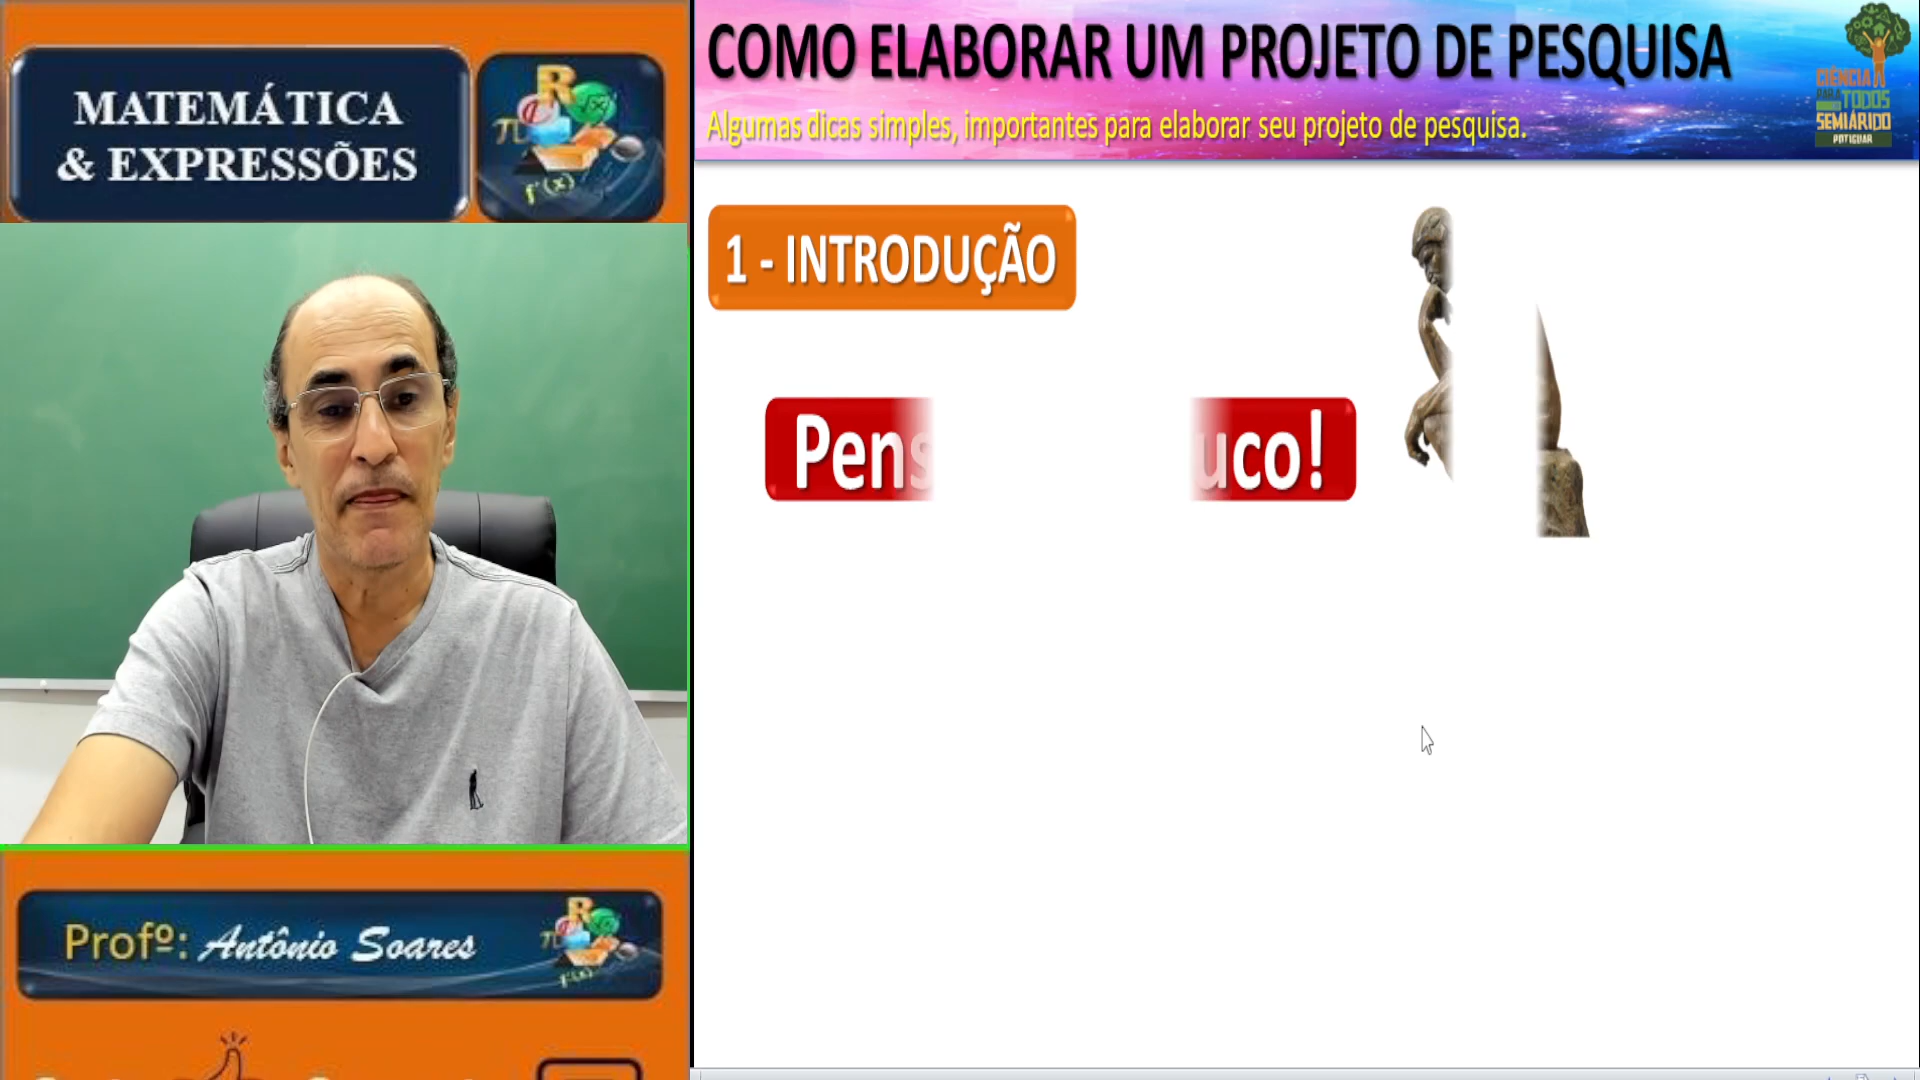 MATEMÁTICA
& EXPRESSÕES
COMO ELABORAR UM PROJETO DE PESQUISA
Algumas dicas simples, importantes para elaborar seu projeto de pesquisa.
CIÊNCIA
PARA TODOS
SEMIÁRIDO
POTIGUAR
1 - INTRODUÇÃO
Pens uco!
Profº: Antônio Soares